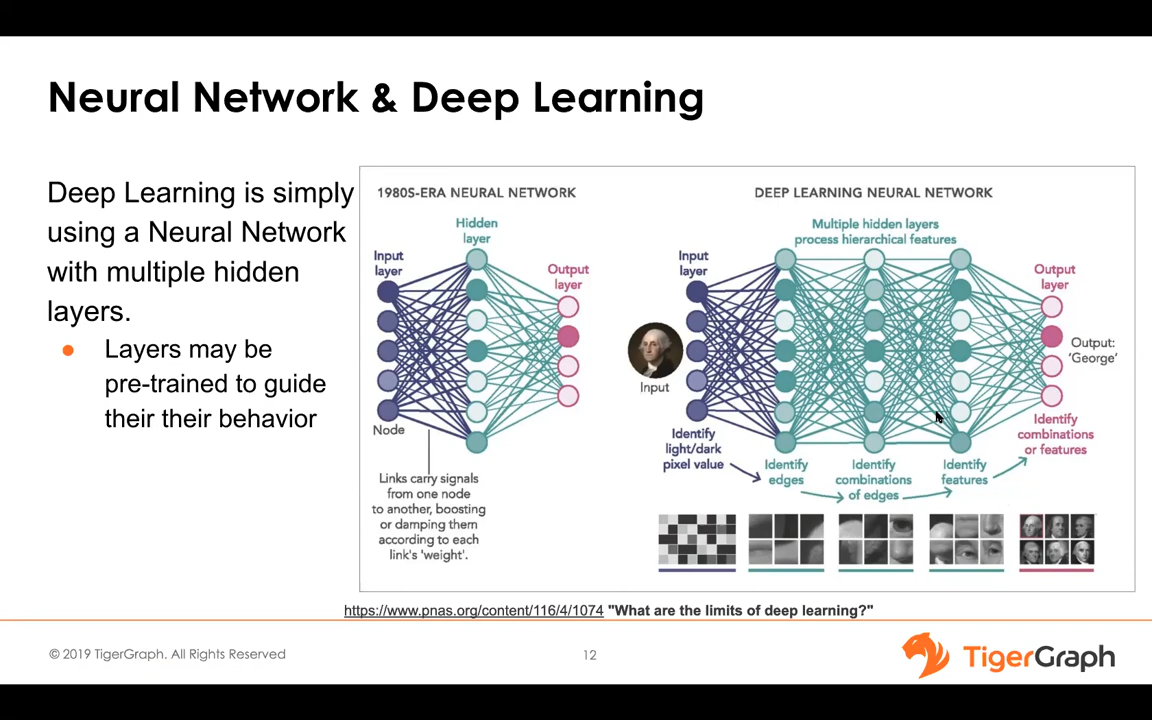 Neural Network & Deep Learning
Deep Learning is simply
using a Neural Network
with multiple hidden
layers.
● Layers may be
pre-trained to guide
their their behavior
1980S-ERA NEURAL NETWORK
Hidden
layer
Input
layer
Output
layer
Node
Links carry signals
from one node
to another, boosting
or damping them
according to each
link's 'weight'.
DEEP LEARNING NEURAL NETWORK
Multiple hidden layers
process hierarchical features
Input
layer
Output
layer
Input
Output:
'George'
Identify
light/dark
pixel value
Identify
edges
Identify
combinations
of edges
Identify
features
Identify
combinations
or features
https://www.pnas.org/content/116/4/1074 "What are the limits of deep learning?"
© 2019 TigerGraph. All Rights Reserved
12
TigerGraph